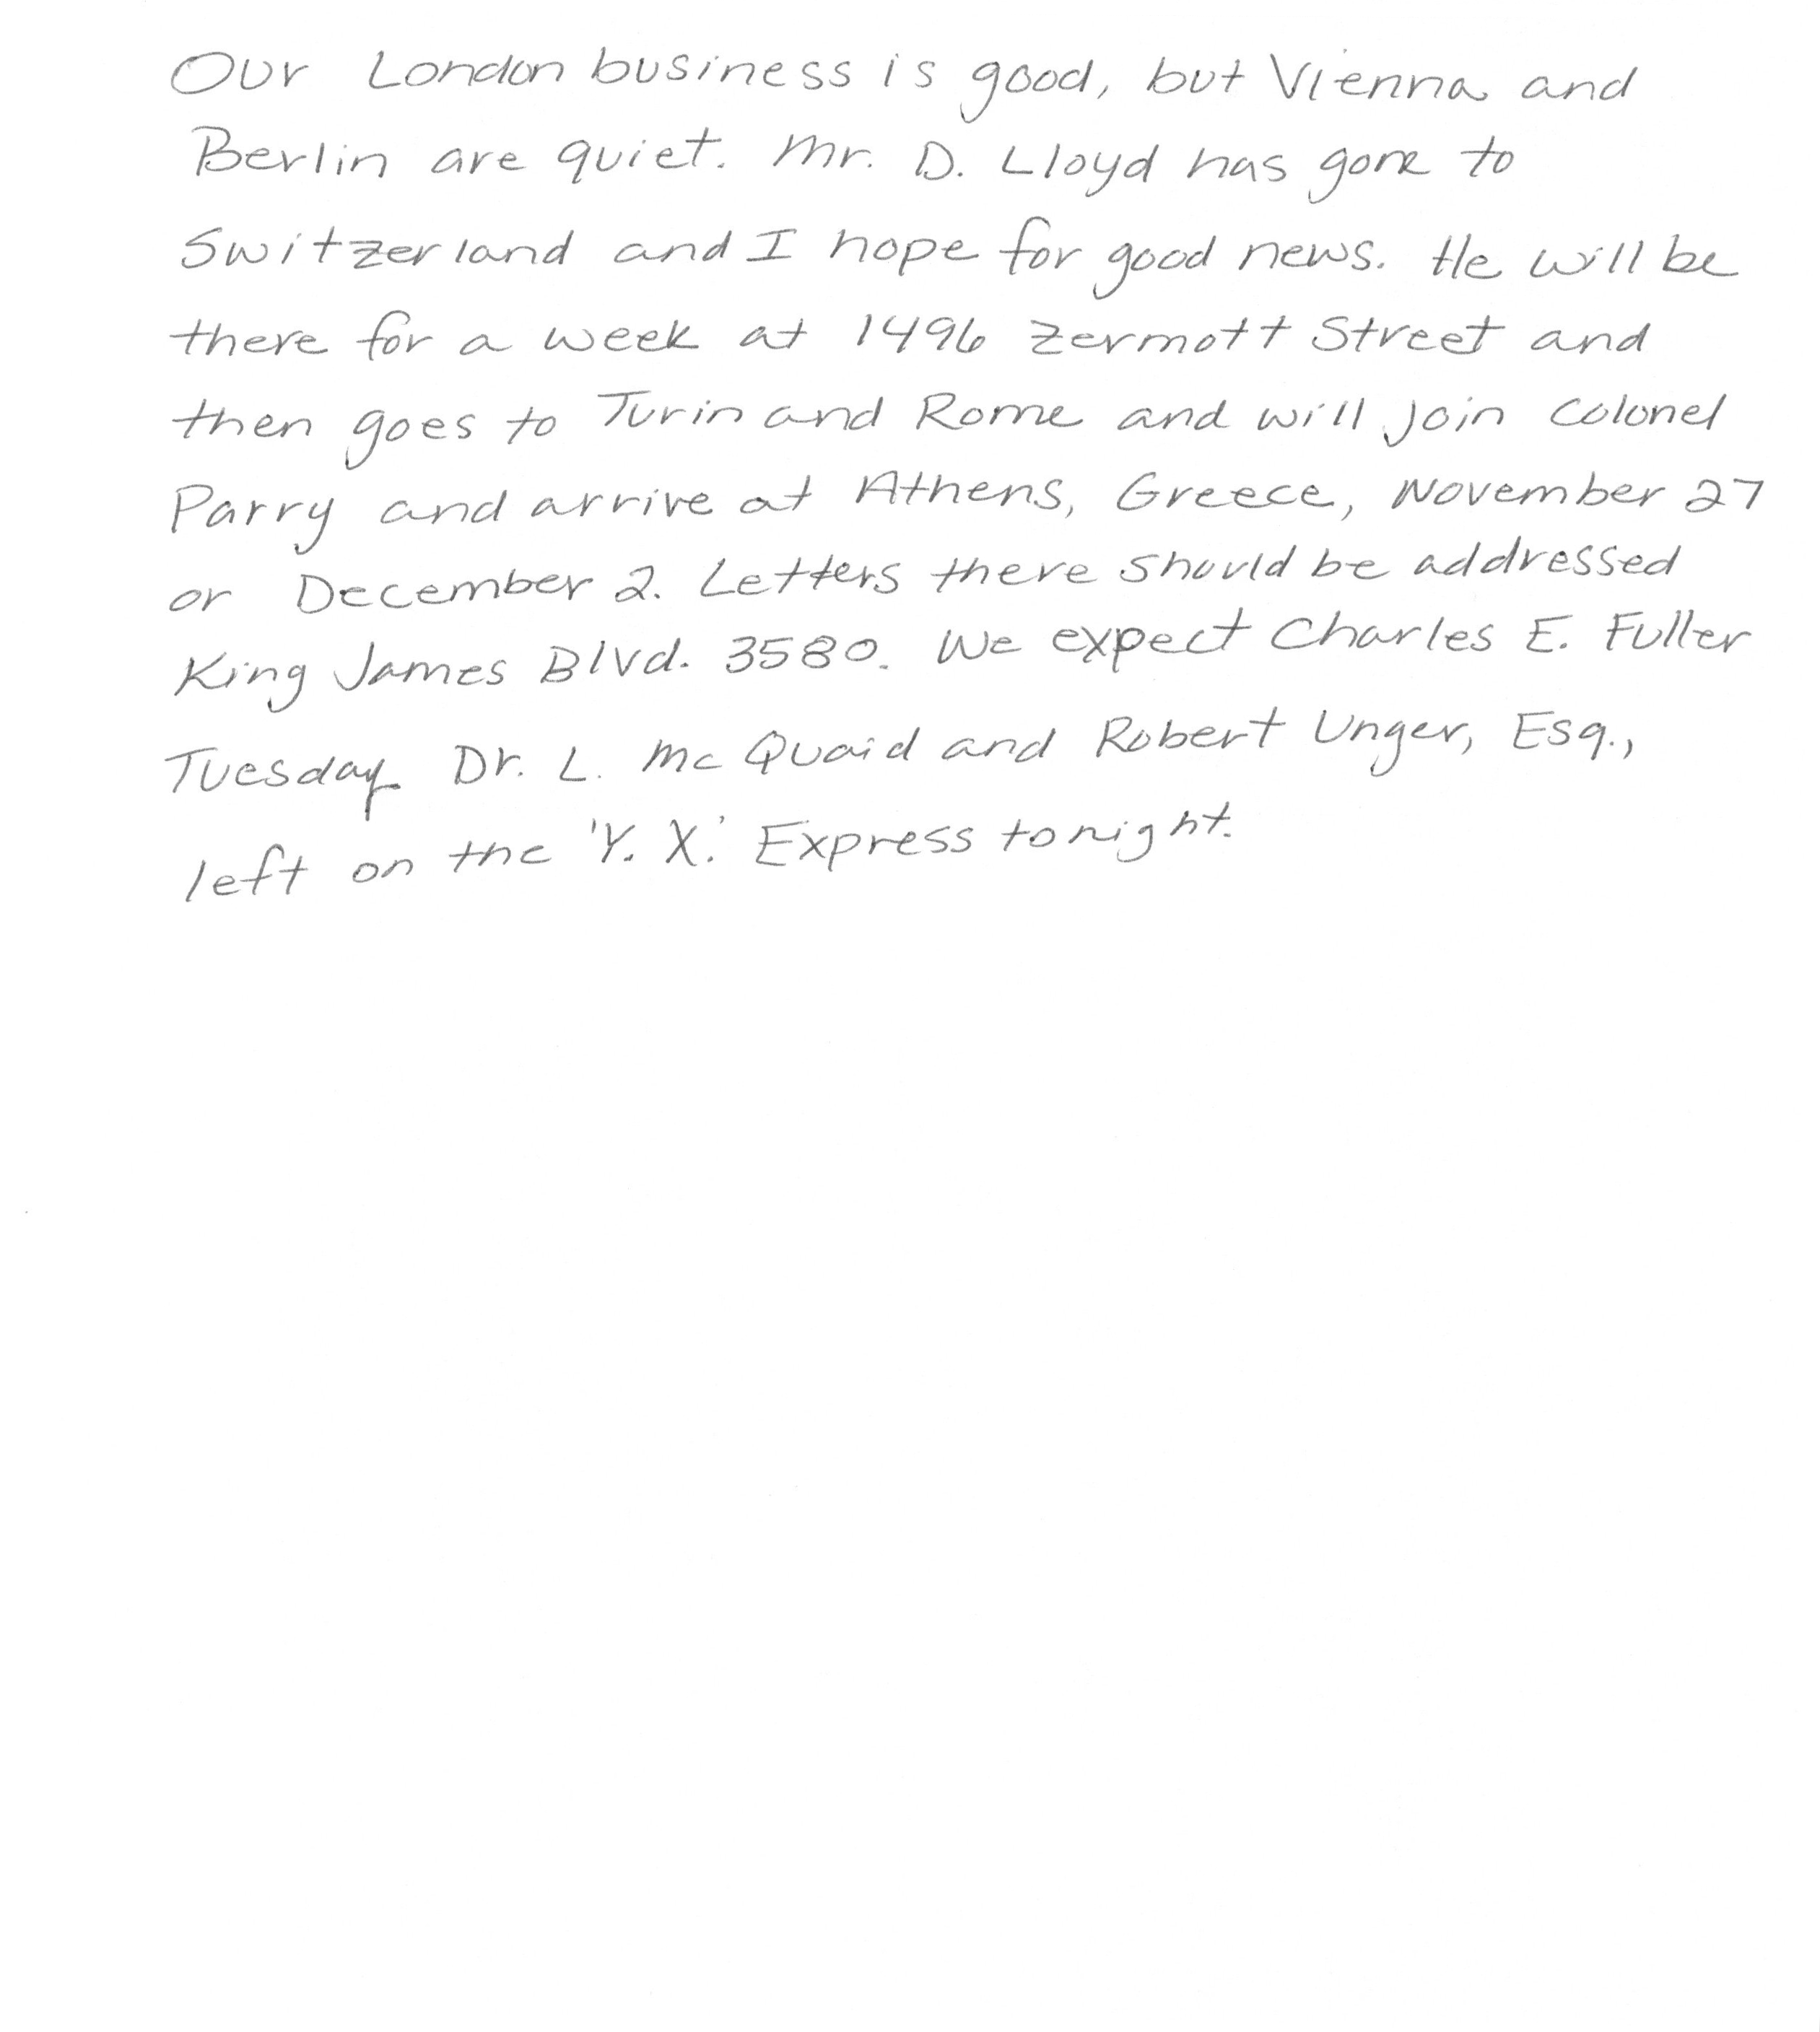 Our London business is good, but Vienna and
Berlin are quiet. Mr. D. Lloyd has gone to
Switzerland and I hope for good news. He will be
there for a week at 1496 Zermott Street and
then goes to Turin and Rome and will join Colonel
Parry and arrive at Athens, Greece, November 27
or December 2. Letters there should be addressed
King James Blvd. 3580. We expect Charles E. Fuller
Tuesday. Dr. L. McQuaid and Robert Unger, Esq.,
left on the 'Y. X.' Express tonight.